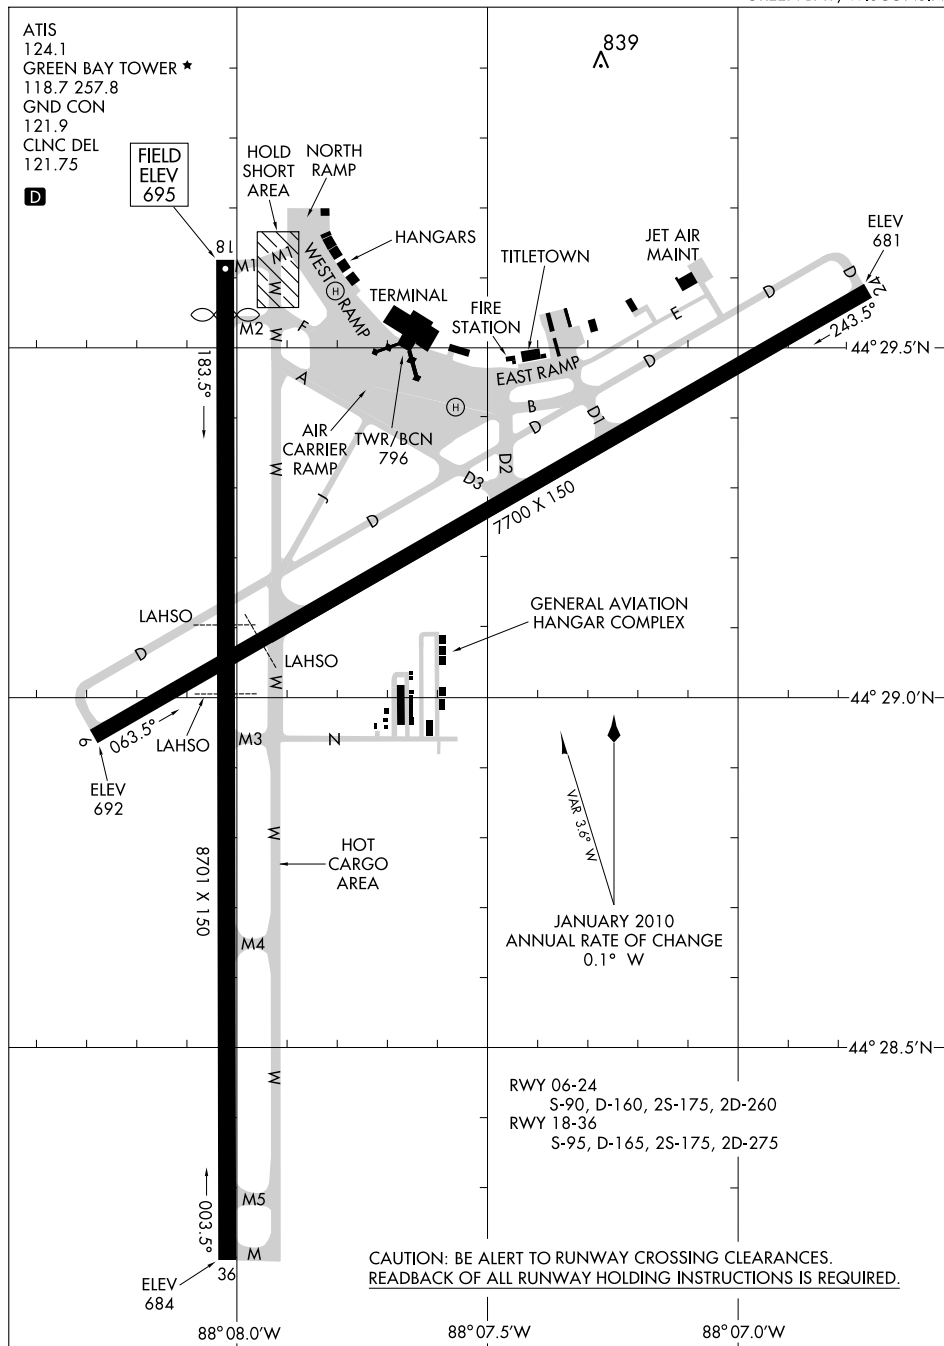 ATIS
124.1
GREEN BAY TOWER ★
118.7 257.8
GND CON
121.9
CLNC DEL
121.75
D
FIELD
ELEV
695
HOLD
SHORT
AREA
NORTH
RAMP
839
HANGARS
WEST RAMP
H
TERMINAL
TITLETOWN
JET AIR
MAINT
ELEV
681
FIRE
STATION
18
M1
M1
M
M2
M
F
A
24
D
D
E
D
243.5°
44° 29.5'N
EAST RAMP
183.5°
AIR
CARRIER
RAMP
TWR/BCN
796
H
B
D
D1
D2
D3
M
J
D
7700 X 150
LAHSO
D
LAHSO
M
GENERAL AVIATION
HANGAR COMPLEX
44° 29.0'N
6
063.5°
LAHSO
M3
N
ELEV
692
VAR 3.6° W
M
HOT
CARGO
AREA
8701 X 150
JANUARY 2010
ANNUAL RATE OF CHANGE
0.1° W
M4
44° 28.5'N
M
RWY 06-24
S-90, D-160, 2S-175, 2D-260
RWY 18-36
S-95, D-165, 2S-175, 2D-275
003.5°
M5
M
36
ELEV
684
CAUTION: BE ALERT TO RUNWAY CROSSING CLEARANCES.
READBACK OF ALL RUNWAY HOLDING INSTRUCTIONS IS REQUIRED.
88° 08.0'W
88° 07.5'W
88° 07.0'W